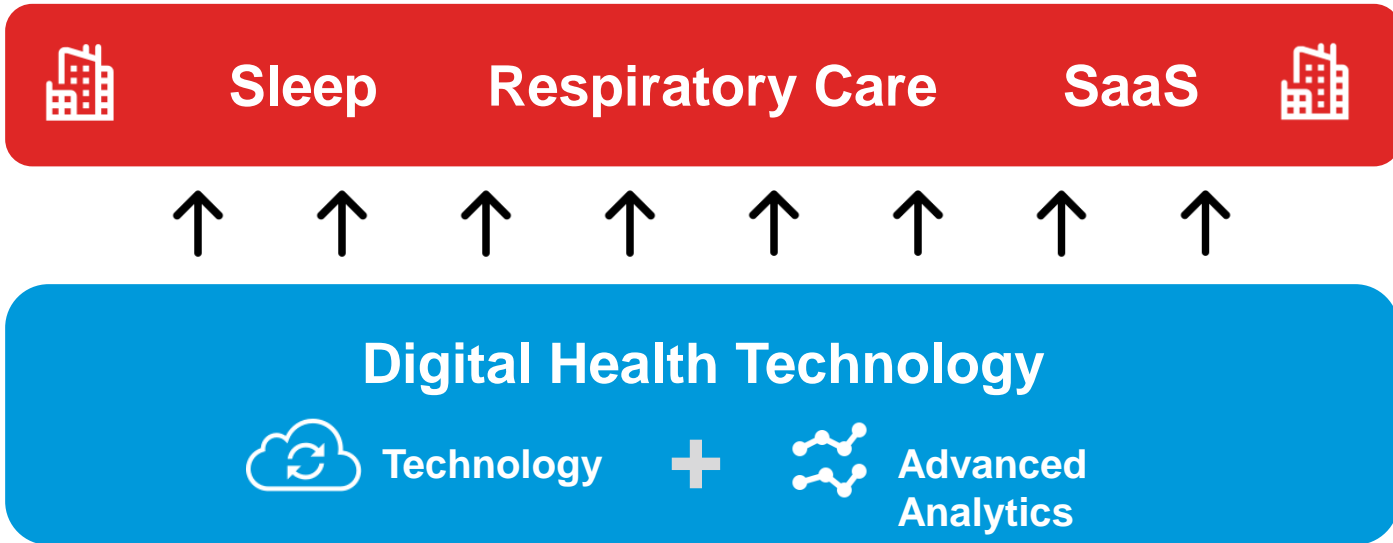 Sleep Respiratory Care SaaS
Digital Health Technology
Technology + Advanced
Analytics